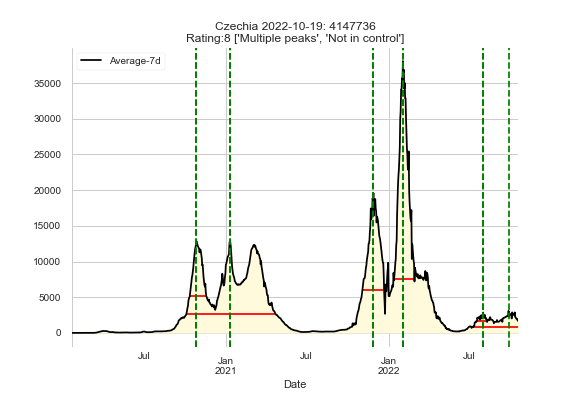 Czechia 2022-10-19: 4147736
Rating:8 ['Multiple peaks', 'Not in control']
Average-7d
35000
30000
25000
20000
15000
10000
5000
0
Jul
Jan
2021
Jul
Jan
2022
Jul
Date